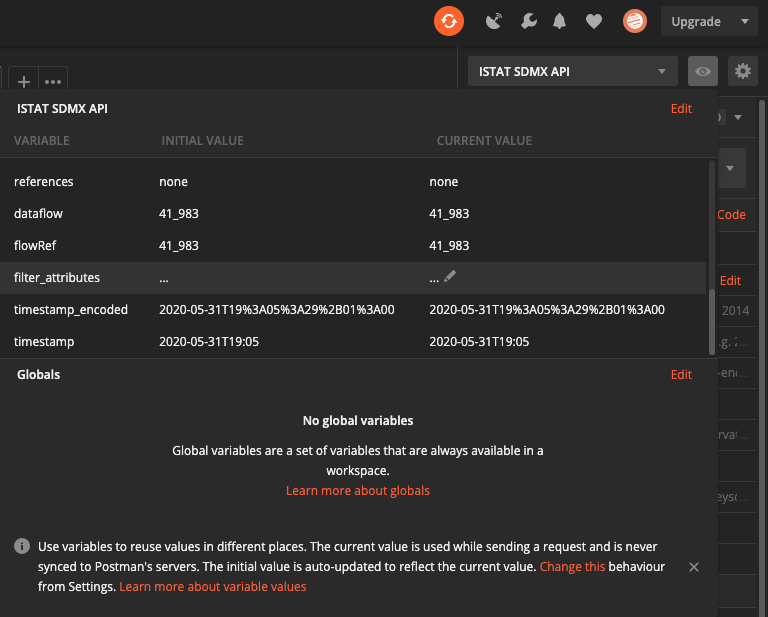 Upgrade
ISTAT SDMX API
ISTAT SDMX API Edit
VARIABLE INITIAL VALUE CURRENT VALUE
references none none
dataflow 41_983 41_983
flowRef 41_983 41_983
filter_attributes ... ...
timestamp_encoded 2020-05-31T19%3A05%3A29%2B01%3A00 2020-05-31T19%3A05%3A29%2B01%3A00
timestamp 2020-05-31T19:05 2020-05-31T19:05
Code
Edit
2014
Globals Edit
No global variables
Global variables are a set of variables that are always available in a
workspace.
Learn more about globals
Use variables to reuse values in different places. The current value is used while sending a request and is never
synced to Postman's servers. The initial value is auto-updated to reflect the current value. Change this behaviour
from Settings. Learn more about variable values